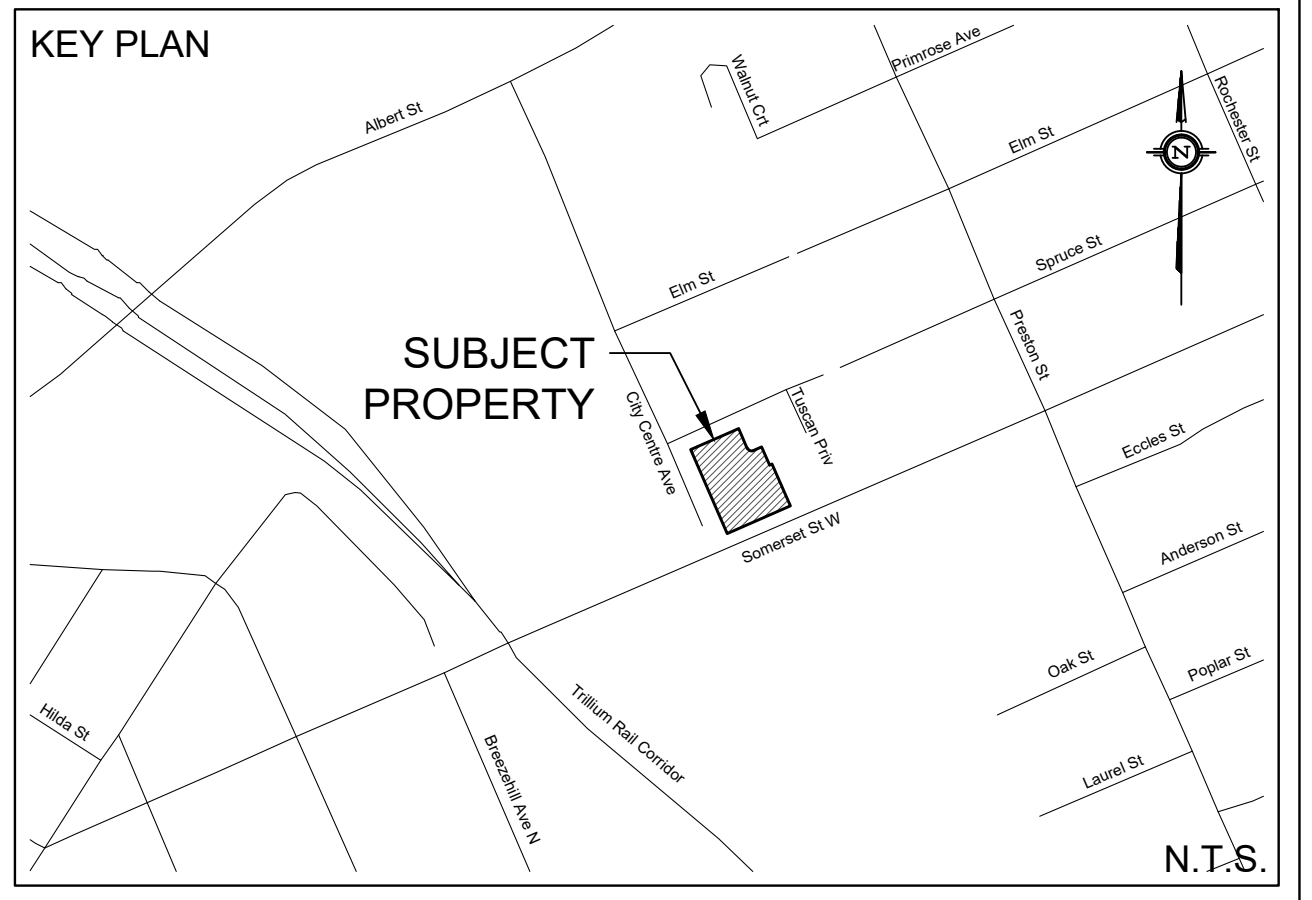 KEY PLAN
Albert St
Walnut Crt
Primrose Ave
Rochester St
Elm St
N
Spruce St
Elm St
Preston St
SUBJECT
PROPERTY
City Centre Ave
Tuscan Priv
Eccles St
Somerset St W
Anderson St
Oak St
Poplar St
Trillium Rail Corridor
Hilda St
Breezehill Ave N
Laurel St
N.T.S.